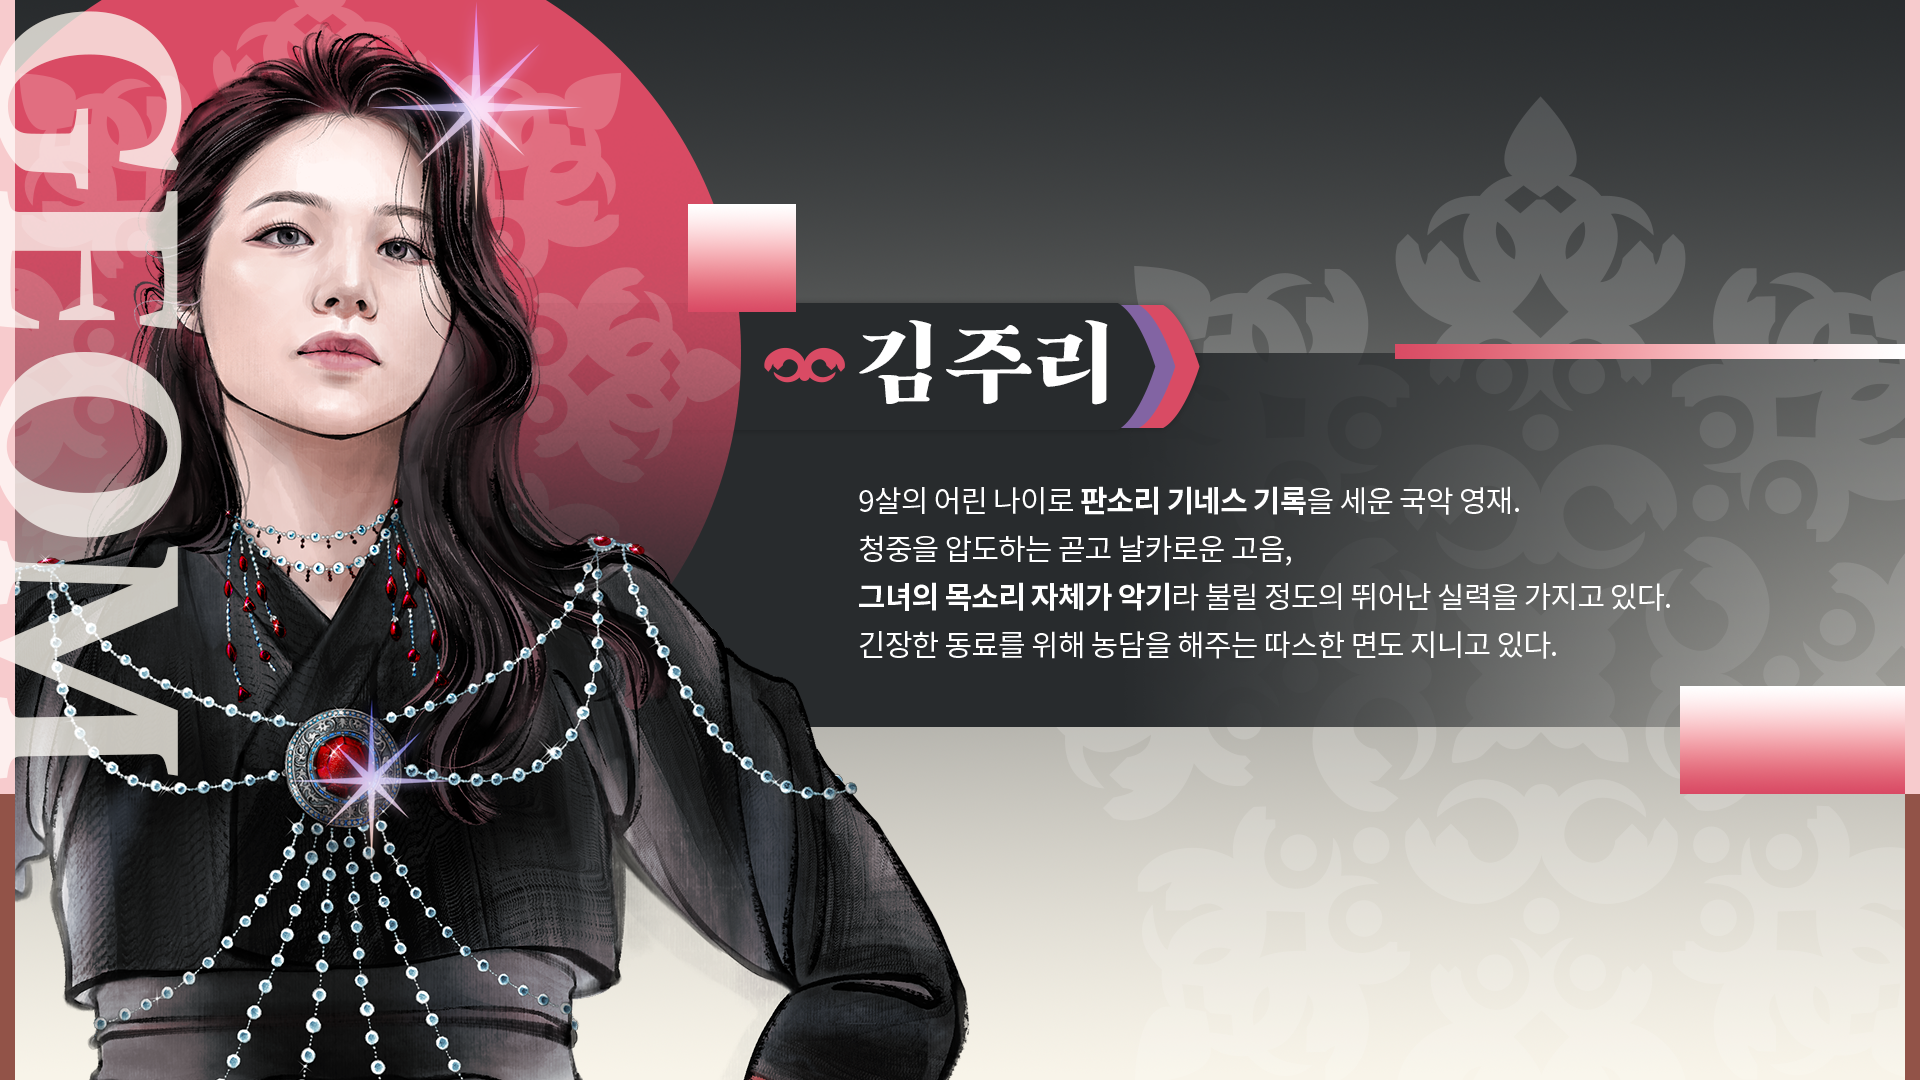 GEOM
김주리
9살의 어린 나이로 판소리 기네스 기록을 세운 국악 영재.
청중을 압도하는 곧고 날카로운 고음,
그녀의 목소리 자체가 악기라 불릴 정도의 뛰어난 실력을 가지고 있다.
긴장한 동료를 위해 농담을 해주는 따스한 면도 지니고 있다.